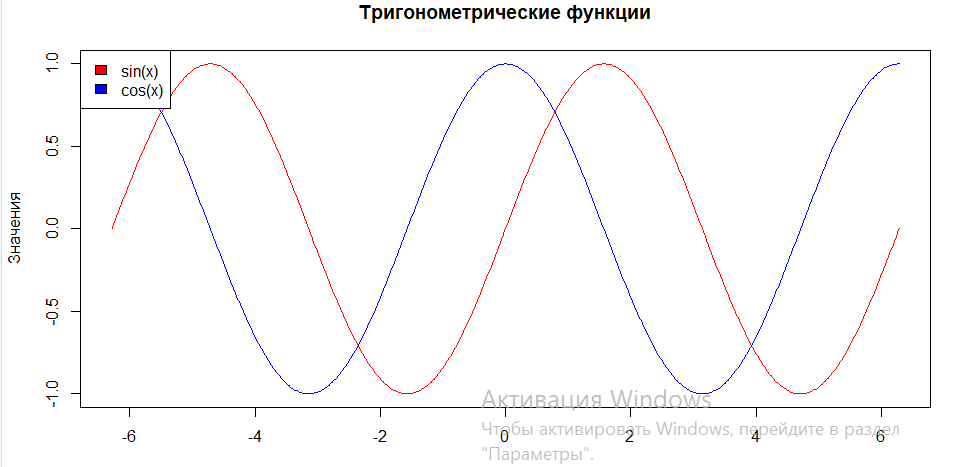 Тригонометрические функции
sin(x)
cos(x)
Значения
1.0
0.5
0.0
-0.5
-1.0
-6 -4 -2 0 2 4 6
Активация Windows
Чтобы активировать Windows, перейдите в раздел
"Параметры".